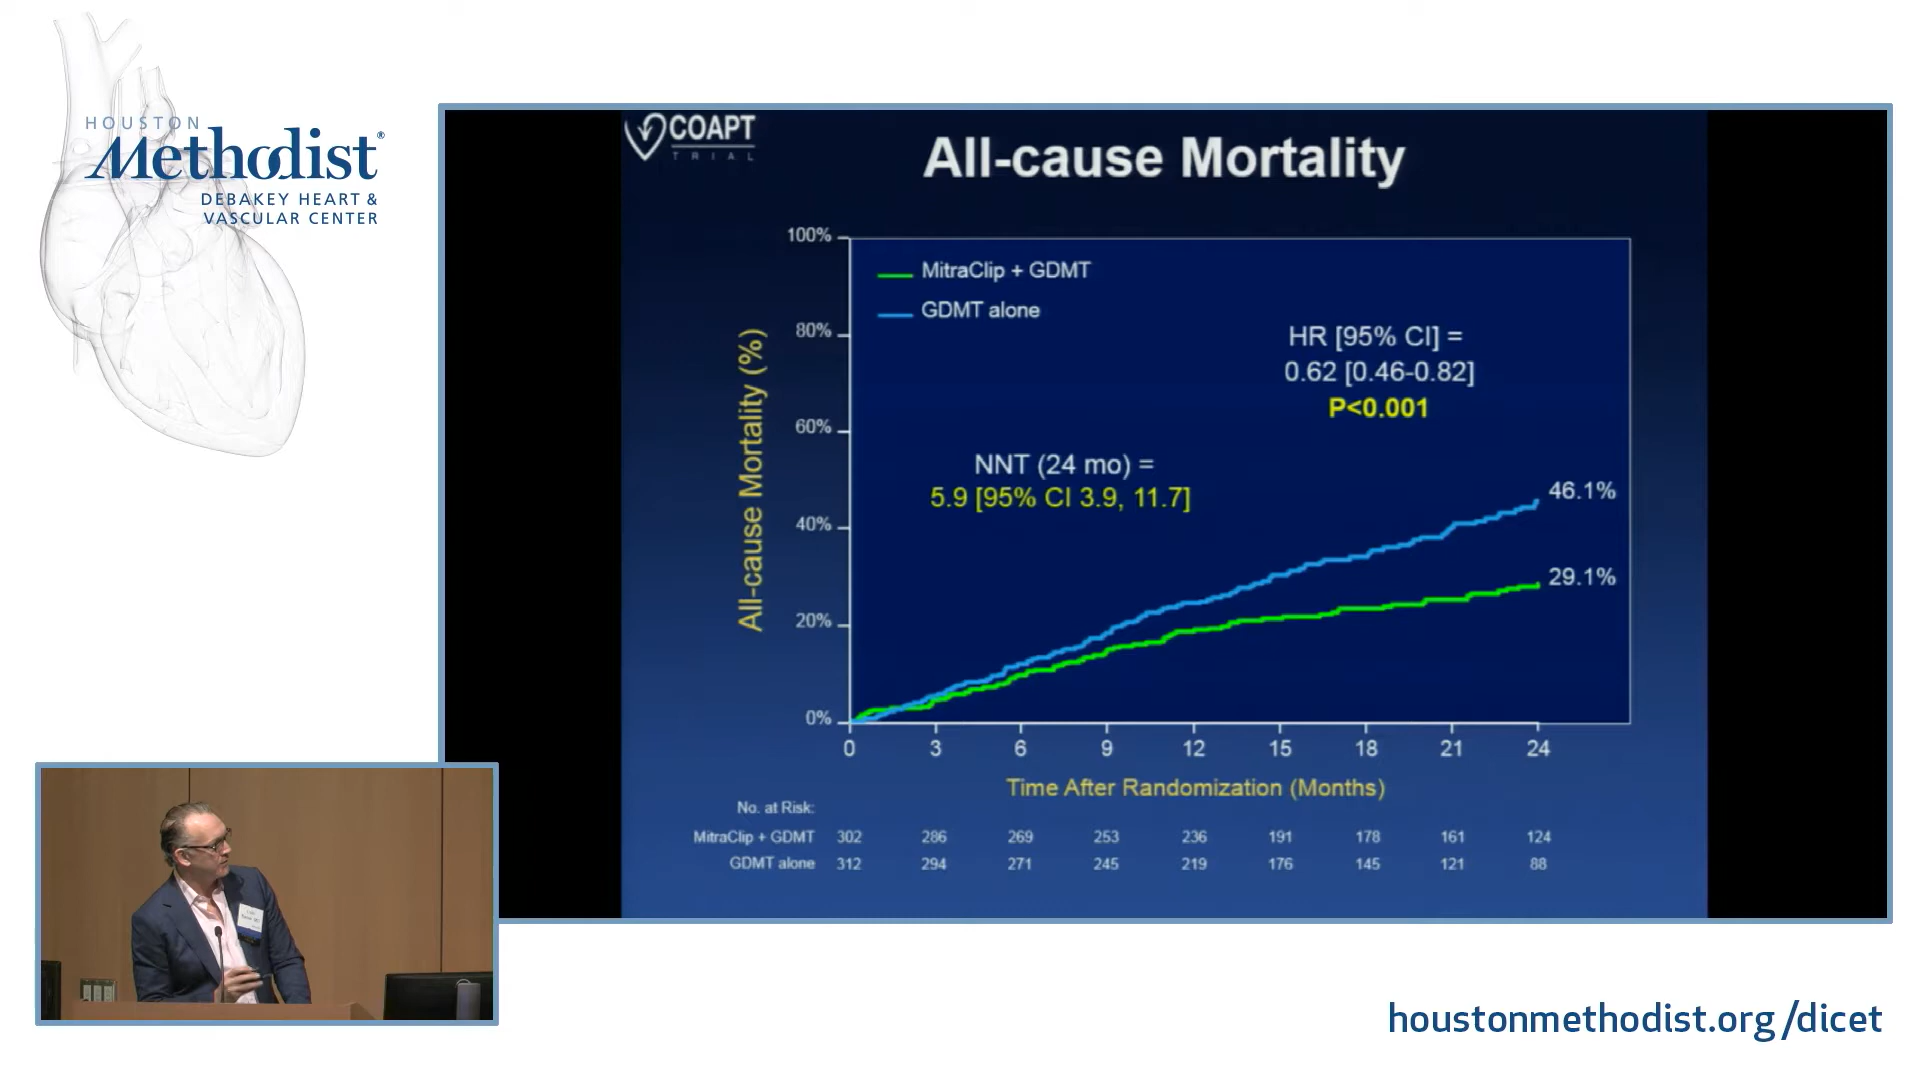 HOUSTON
Methodist®
DEBAKEY HEART &
VASCULAR CENTER
COAPT
TRIAL
All-cause Mortality
100%
80%
60%
40%
20%
0%
All-cause Mortality (%)
MitraClip + GDMT
GDMT alone
HR [95% CI] =
0.62 [0.46-0.82]
P<0.001
NNT (24 mo) =
5.9 [95% CI 3.9, 11.7]
46.1%
29.1%
0 3 6 9 12 15 18 21 24
Time After Randomization (Months)
No. at Risk:
MitraClip + GDMT 302 286 269 253 236 191 178 161 124
GDMT alone 312 294 271 245 219 176 145 121 88
houstonmethodist.org/dicet